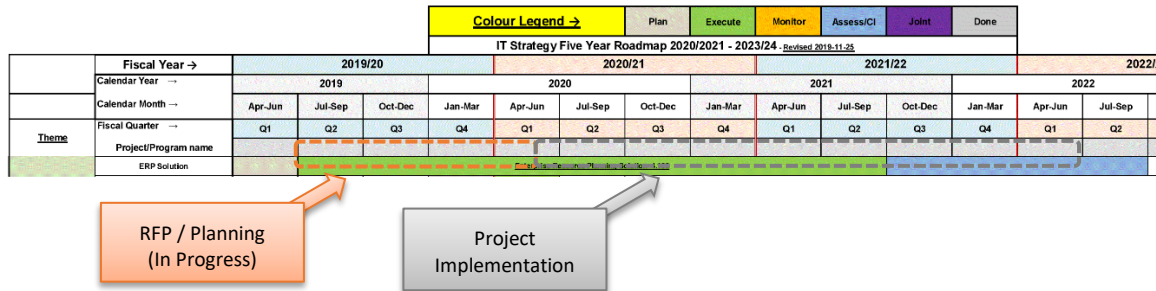 Colour Legend → Plan Execute Monitor Assess/CI Joint Done
IT Strategy Five Year Roadmap 2020/2021 - 2023/24 - Revised 2019-11-25
Fiscal Year → 2019/20 2020/21 2021/22 2022/
Calendar Year → 2019 2020 2021 2022
Calendar Month → Apr-Jun Jul-Sep Oct-Dec Jan-Mar Apr-Jun Jul-Sep Oct-Dec Jan-Mar Apr-Jun Jul-Sep Oct-Dec Jan-Mar Apr-Jun Jul-Sep
Theme Fiscal Quarter → Q1 Q2 Q3 Q4 Q1 Q2 Q3 Q4 Q1 Q2 Q3 Q4 Q1 Q2
Project/Program name
ERP Solution
RFP / Planning
(In Progress)
Project
Implementation